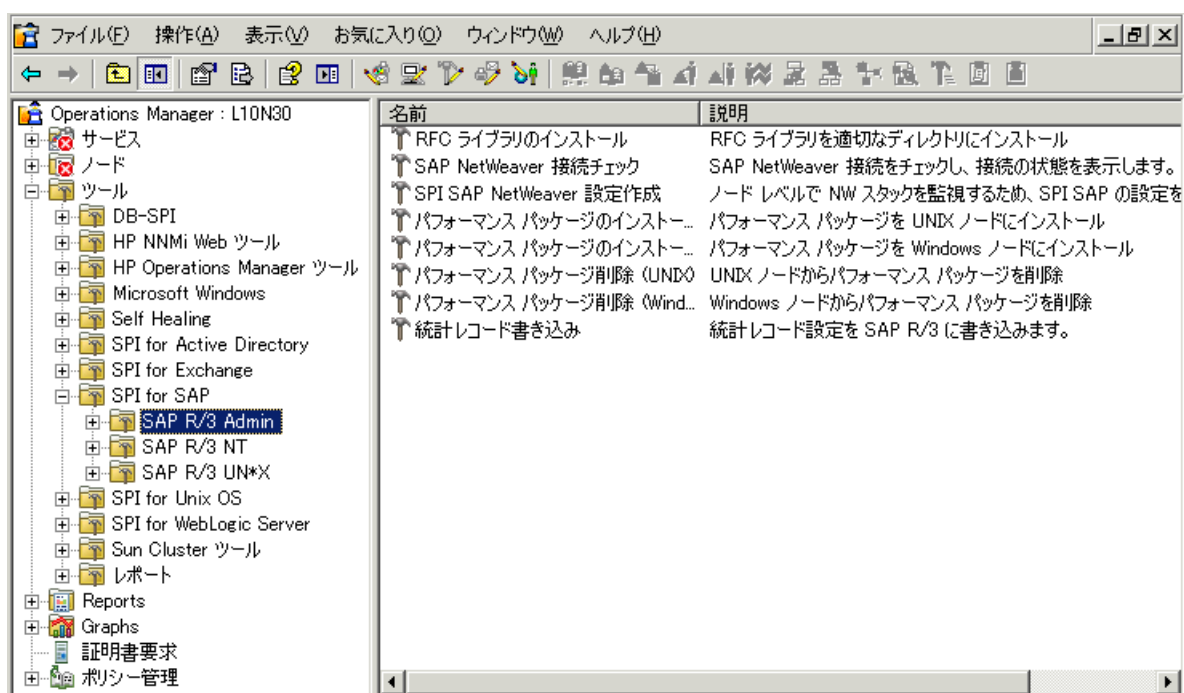 ファイル(F) 操作(A) 表示(V) お気に入り(O) ウィンドウ(W) ヘルプ(H)
Operations Manager : L10N30
サービス
ノード
ツール
DB-SPI
HP NNMi Web ツール
HP Operations Manager ツール
Microsoft Windows
Self Healing
SPI for Active Directory
SPI for Exchange
SPI for SAP
SAP R/3 Admin
SAP R/3 NT
SAP R/3 UN*X
SPI for Unix OS
SPI for WebLogic Server
Sun Cluster ツール
レポート
Reports
Graphs
証明書要求
ポリシー管理
名前 説明
RFC ライブラリのインストール RFC ライブラリを適切なディレクトリにインストール
SAP NetWeaver 接続チェック SAP NetWeaver 接続をチェックし、接続の状態を表示します。
SPI SAP NetWeaver 設定作成 ノード レベルで NW スタックを監視するため、SPI SAP の設定を
パフォーマンス パッケージのインストー... パフォーマンス パッケージを UNIX ノードにインストール
パフォーマンス パッケージのインストー... パフォーマンス パッケージを Windows ノードにインストール
パフォーマンス パッケージ削除 (UNIX) UNIX ノードからパフォーマンス パッケージを削除
パフォーマンス パッケージ削除 (Wind... Windows ノードからパフォーマンス パッケージを削除
統計レコード書き込み 統計レコード設定を SAP R/3 に書き込みます。